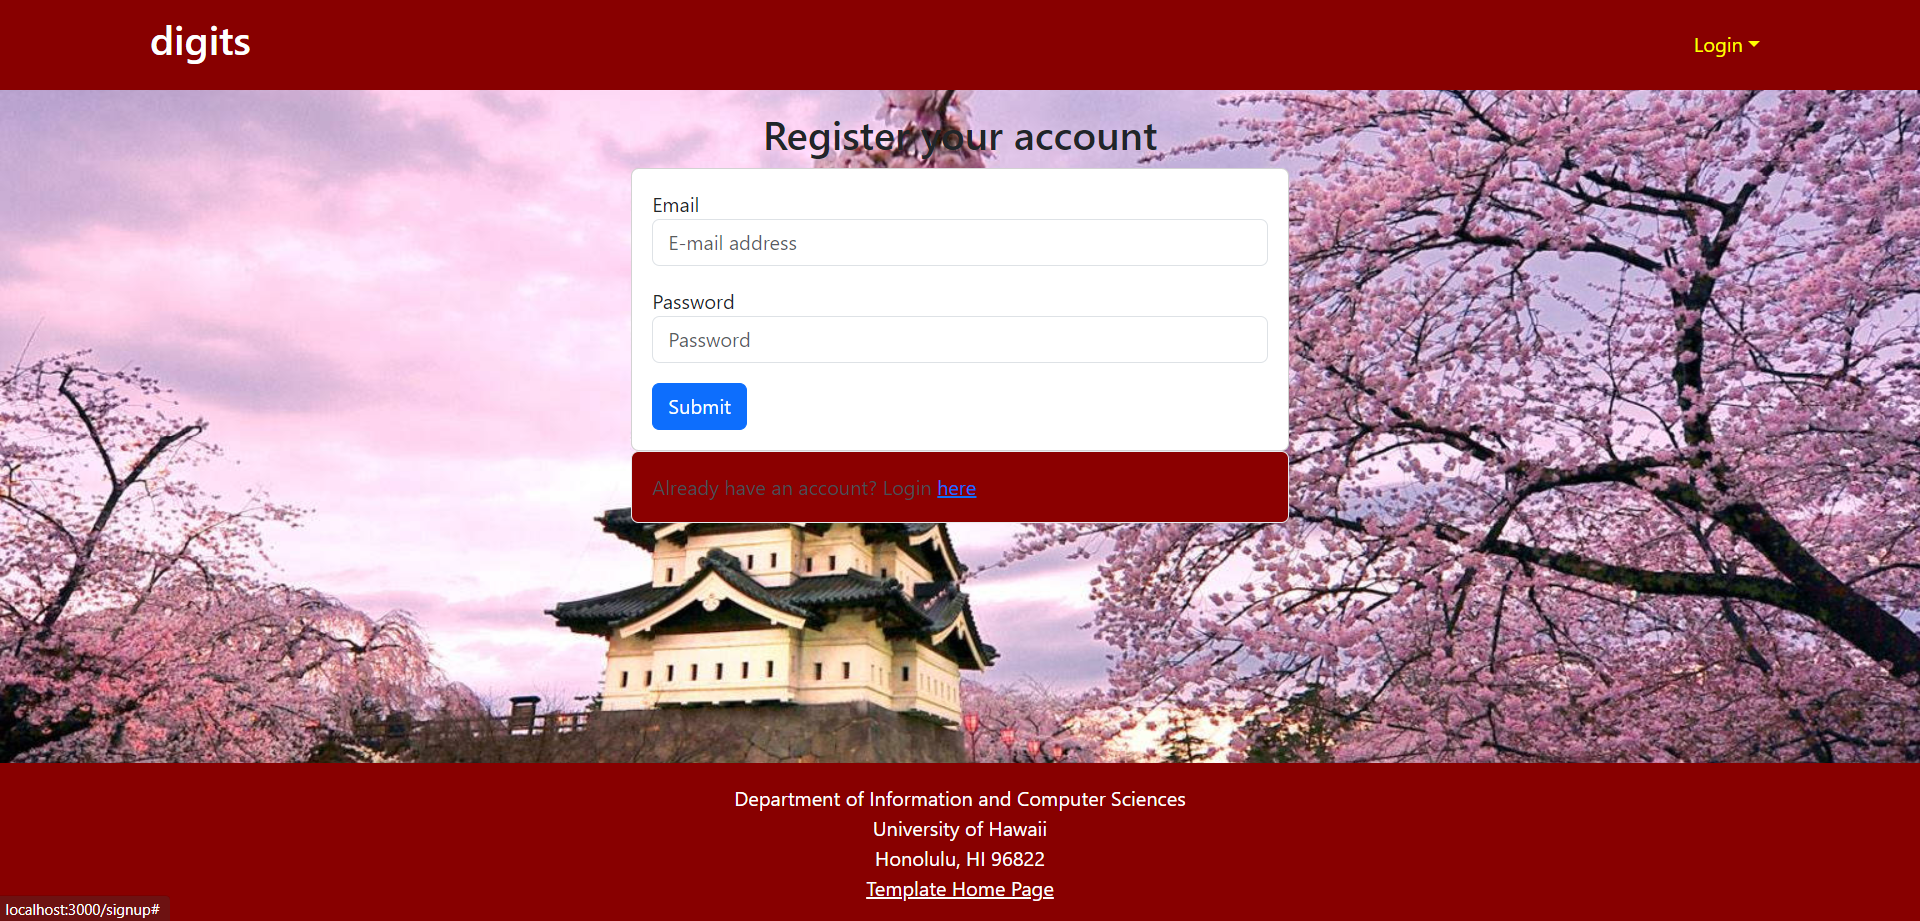 digits
Login
Register your account
Email
E-mail address
Password
Password
Submit
Already have an account? Login here
Department of Information and Computer Sciences
University of Hawaii
Honolulu, HI 96822
Template Home Page
localhost:3000/signup#